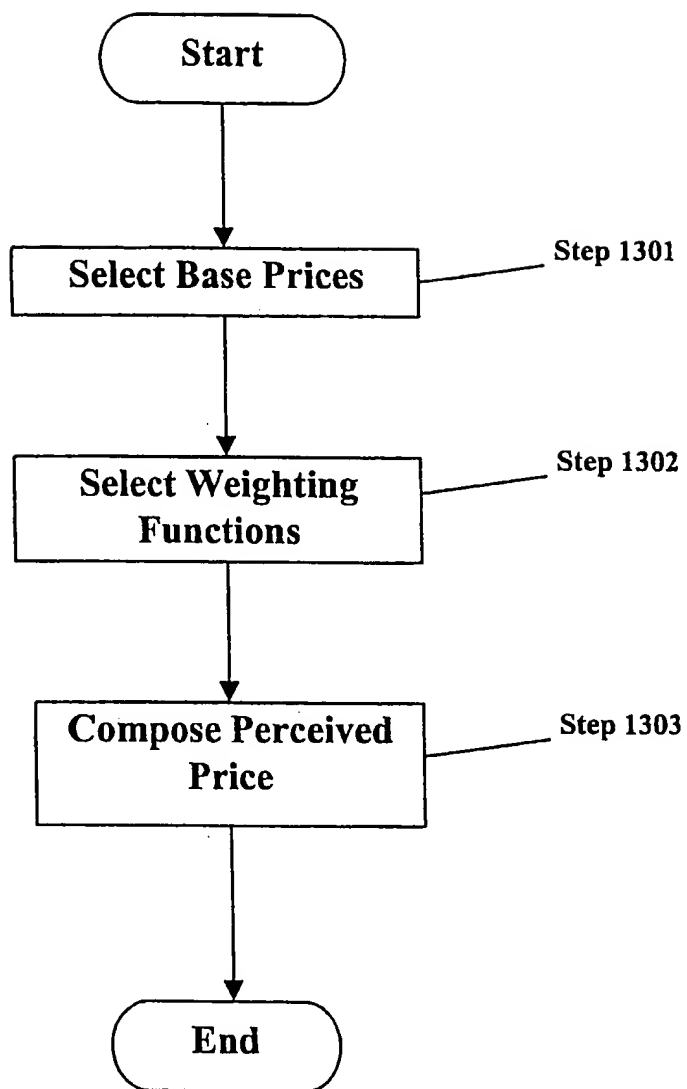 Start
Select Base Prices
Step 1301
Select Weighting
Functions
Step 1302
Compose Perceived
Price
Step 1303
End